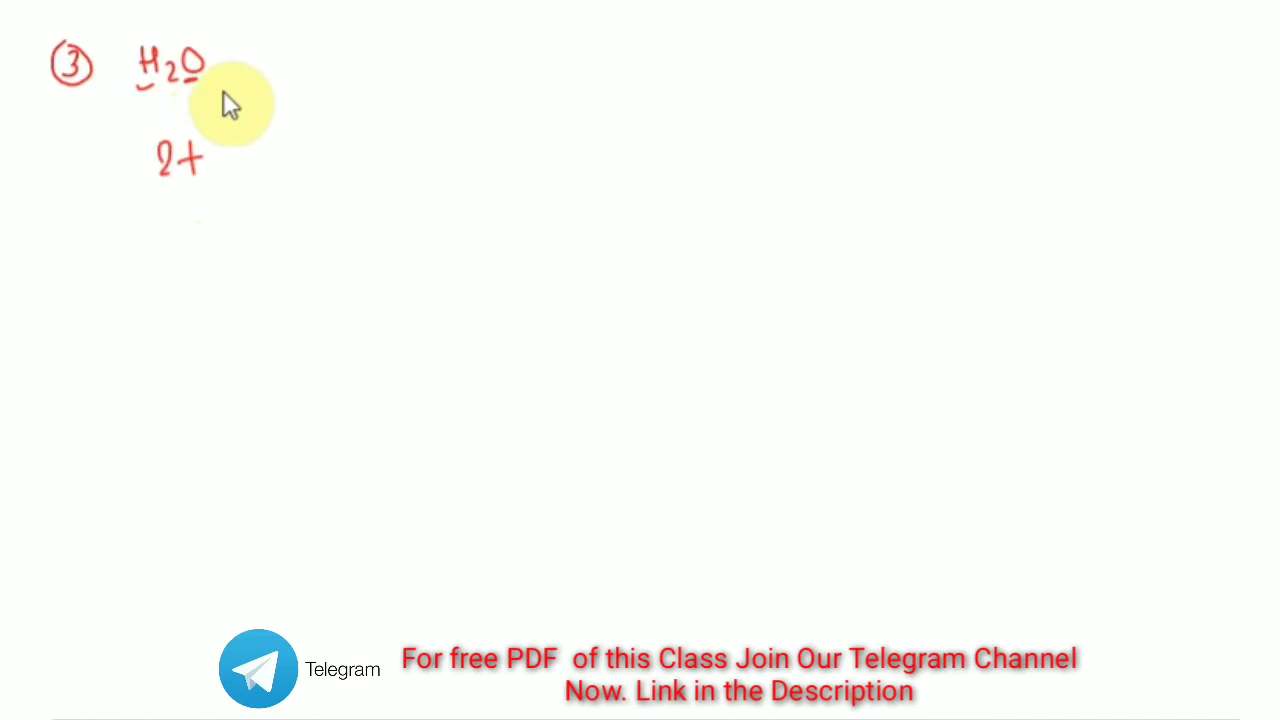 ③ H₂O
2+
Telegram
For free PDF of this Class Join Our Telegram Channel
Now. Link in the Description